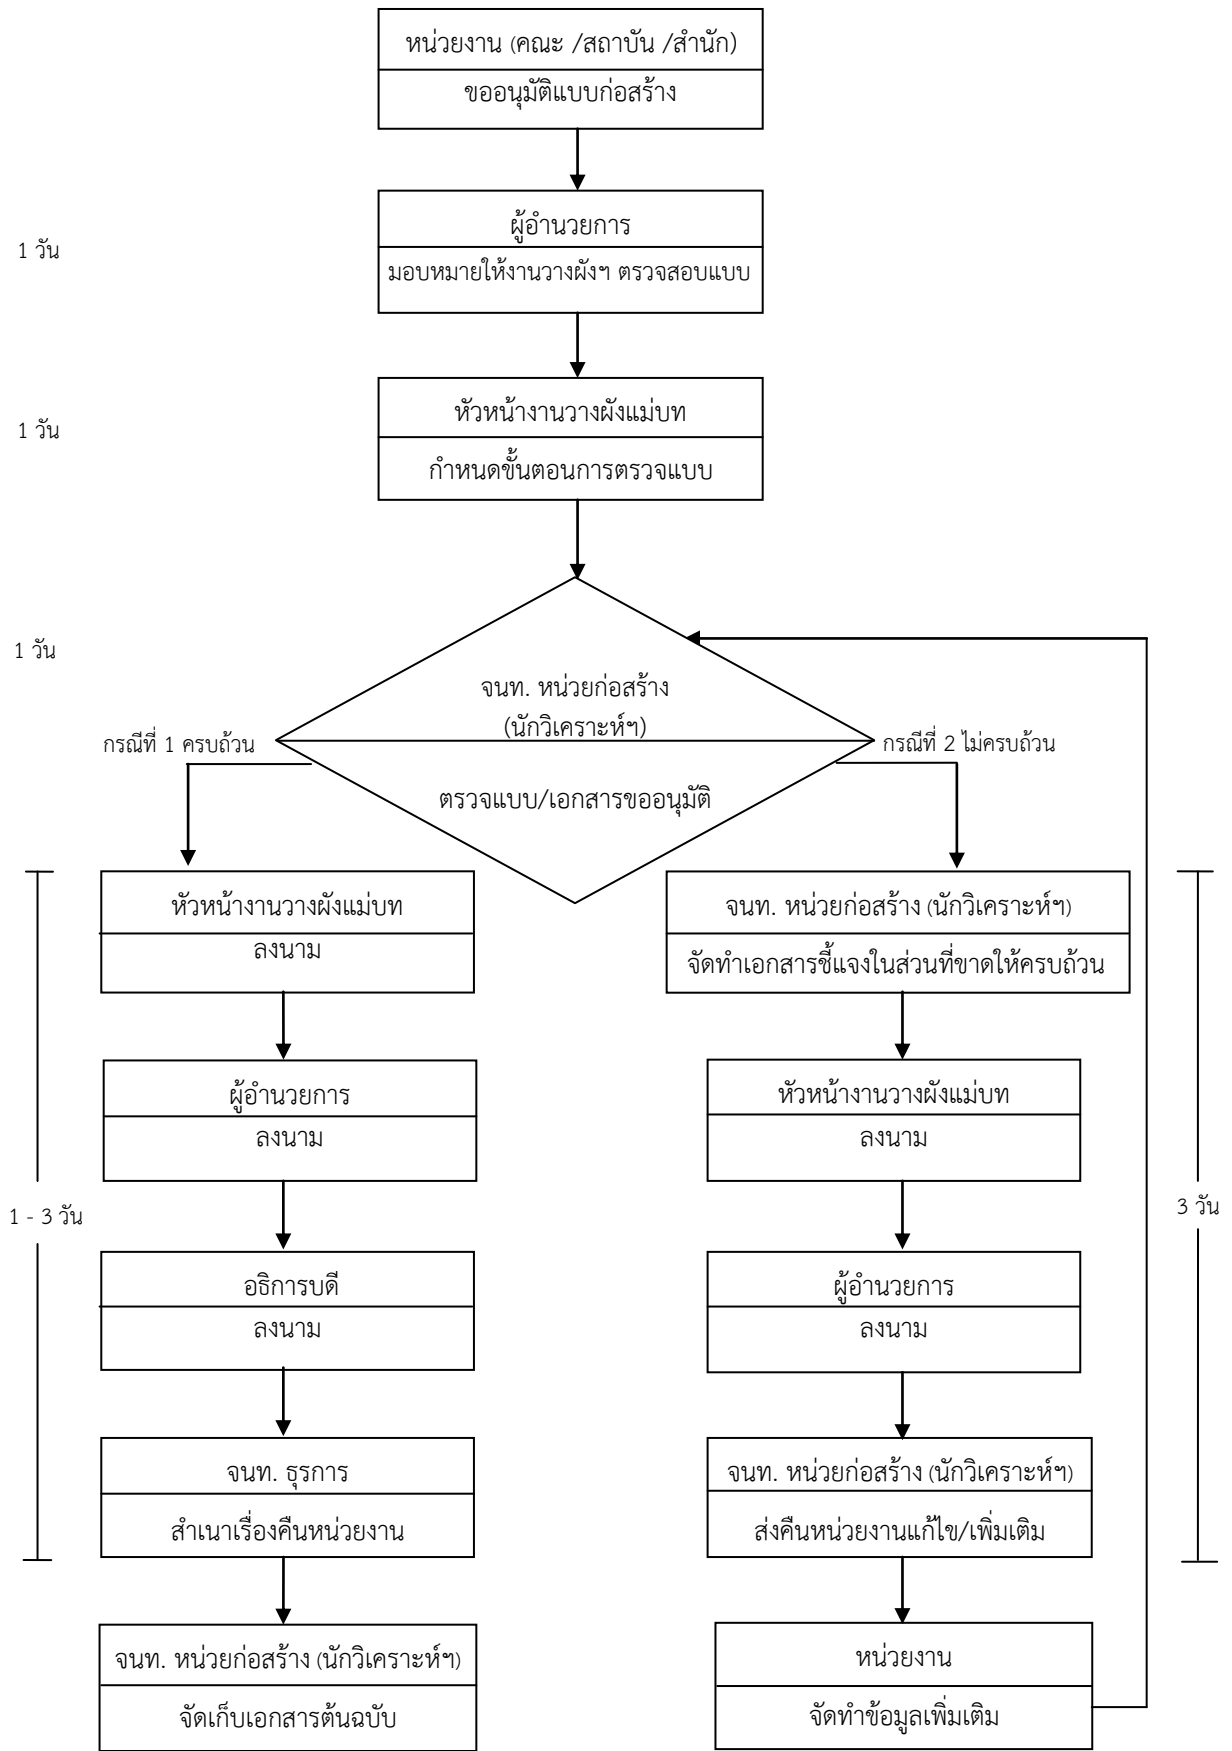 หน่วยงาน (คณะ /สถาบัน /สำนัก)
ขออนุมัติแบบก่อสร้าง
ผู้อำนวยการ
1 วัน
มอบหมายให้งานวางผังฯ ตรวจสอบแบบ
หัวหน้างานวางผังแม่บท
1 วัน
กำหนดขั้นตอนการตรวจแบบ
1 วัน
จนท. หน่วยก่อสร้าง
(นักวิเคราะห์ฯ)
กรณีที่ 1 ครบถ้วน
กรณีที่ 2 ไม่ครบถ้วน
ตรวจแบบ/เอกสารขออนุมัติ
หัวหน้างานวางผังแม่บท
ลงนาม
ผู้อำนวยการ
ลงนาม
1 - 3 วัน
อธิการบดี
ลงนาม
จนท. ธุรการ
สำเนาเรื่องคืนหน่วยงาน
จนท. หน่วยก่อสร้าง (นักวิเคราะห์ฯ)
จัดเก็บเอกสารต้นฉบับ
จนท. หน่วยก่อสร้าง (นักวิเคราะห์ฯ)
จัดทำเอกสารชี้แจงในส่วนที่ขาดให้ครบถ้วน
หัวหน้างานวางผังแม่บท
ลงนาม
3 วัน
ผู้อำนวยการ
ลงนาม
จนท. หน่วยก่อสร้าง (นักวิเคราะห์ฯ)
ส่งคืนหน่วยงานแก้ไข/เพิ่มเติม
หน่วยงาน
จัดทำข้อมูลเพิ่มเติม